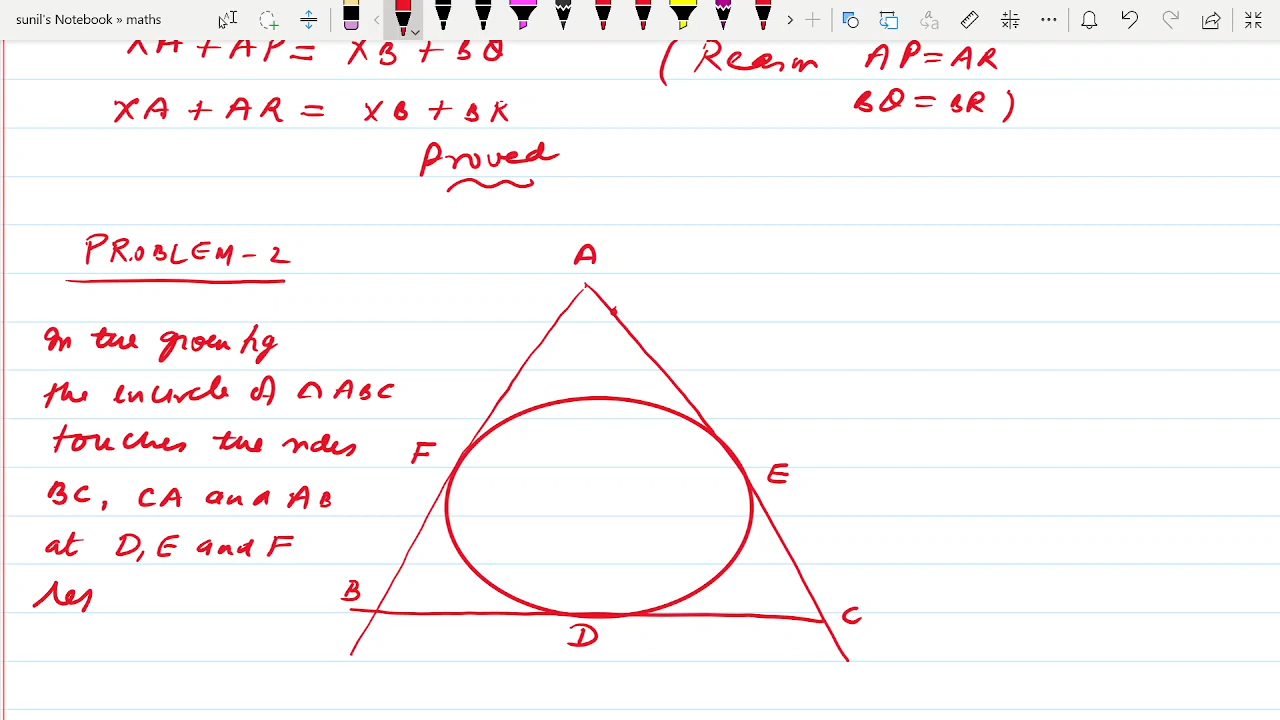 sunil's Notebook » maths
XA + AP = XB + BQ
( Reason AP = AR
XA + AR = XB + BR
BQ = BR )
Proved
PROBLEM - 2
A
In the given fig
the incircle of △ ABC
touches the sides
F
E
BC, CA and AB
at D, E and F
res
B
C
D